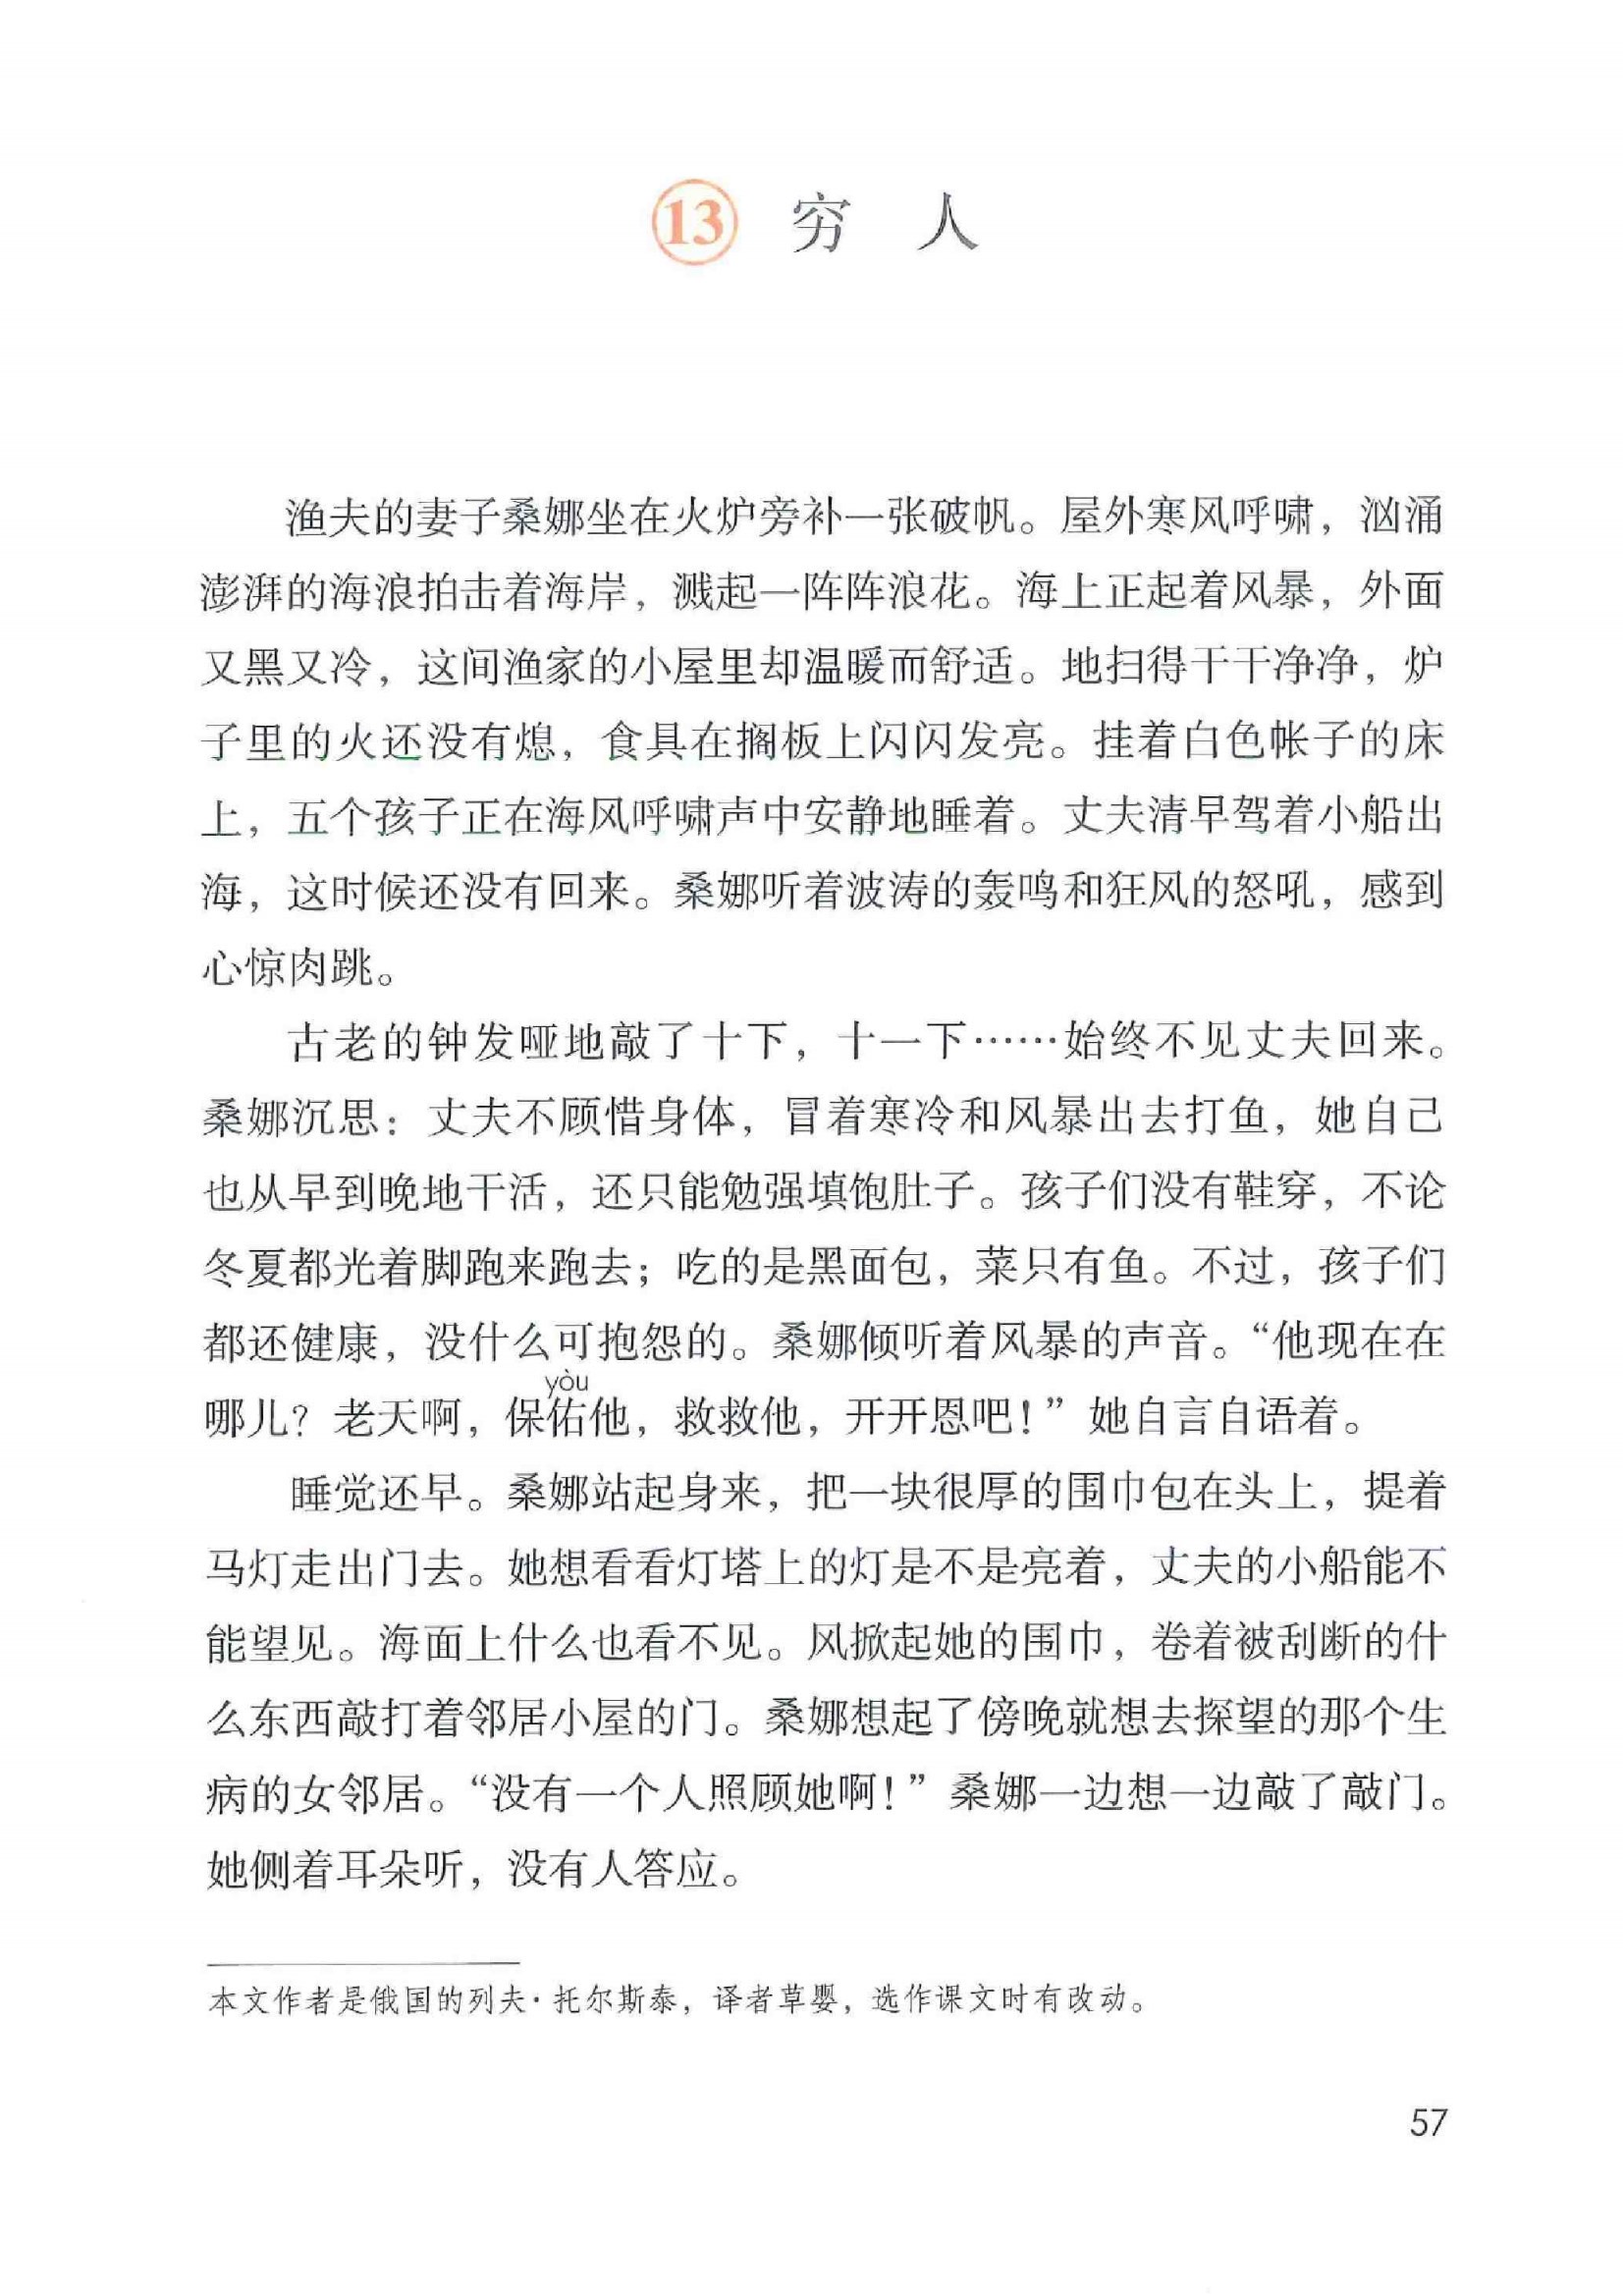 13 穷 人
渔夫的妻子桑娜坐在火炉旁补一张破帆。屋外寒风呼啸，汹涌
澎湃的海浪拍击着海岸，溅起一阵阵浪花。海上正起着风暴，外面
又黑又冷，这间渔家的小屋里却温暖而舒适。地扫得干干净净，炉
子里的火还没有熄，食具在搁板上闪闪发亮。挂着白色帐子的床
上，五个孩子正在海风呼啸声中安静地睡着。丈夫清早驾着小船出
海，这时候还没有回来。桑娜听着波涛的轰鸣和狂风的怒吼，感到
心惊肉跳。
古老的钟发哑地敲了十下，十一下……始终不见丈夫回来。
桑娜沉思：丈夫不顾惜身体，冒着寒冷和风暴出去打鱼，她自己
也从早到晚地干活，还只能勉强填饱肚子。孩子们没有鞋穿，不论
冬夏都光着脚跑来跑去；吃的是黑面包，菜只有鱼。不过，孩子们
都还健康，没什么可抱怨的。桑娜倾听着风暴的声音。“他现在在
yòu
哪儿？老天啊，保佑他，救救他，开开恩吧！”她自言自语着。
睡觉还早。桑娜站起身来，把一块很厚的围巾包在头上，提着
马灯走出门去。她想看看灯塔上的灯是不是亮着，丈夫的小船能不
能望见。海面上什么也看不见。风掀起她的围巾，卷着被刮断的什
么东西敲打着邻居小屋的门。桑娜想起了傍晚就想去探望的那个生
病的女邻居。“没有一个人照顾她啊！”桑娜一边想一边敲了敲门。
她侧着耳朵听，没有人答应。
本文作者是俄国的列夫·托尔斯泰，译者草婴，选作课文时有改动。
57